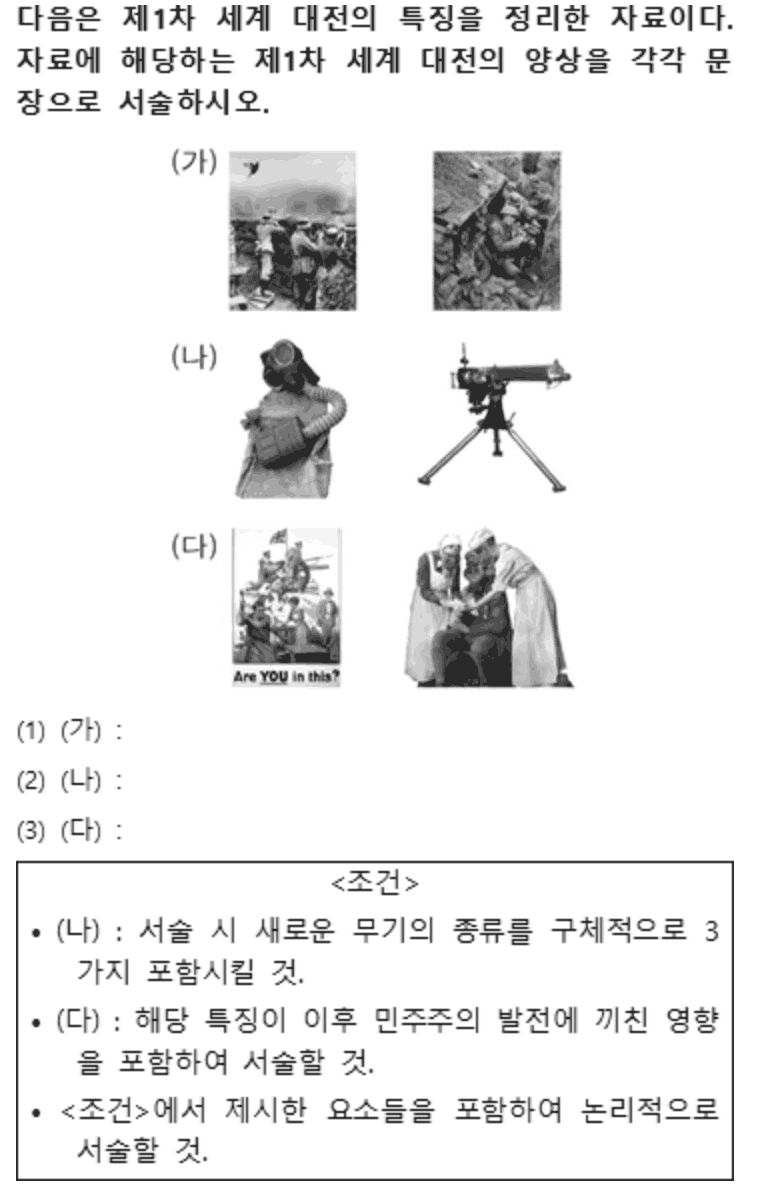 다음은 제1차 세계 대전의 특징을 정리한 자료이다.
자료에 해당하는 제1차 세계 대전의 양상을 각각 문
장으로 서술하시오.
(가)
(나)
(다)
Are YOU in this?
(1) (가) :
(2) (나) :
(3) (다) :
<조건>
• (나) : 서술 시 새로운 무기의 종류를 구체적으로 3
가지 포함시킬 것.
• (다) : 해당 특징이 이후 민주주의 발전에 끼친 영향
을 포함하여 서술할 것.
• <조건>에서 제시한 요소들을 포함하여 논리적으로
서술할 것.